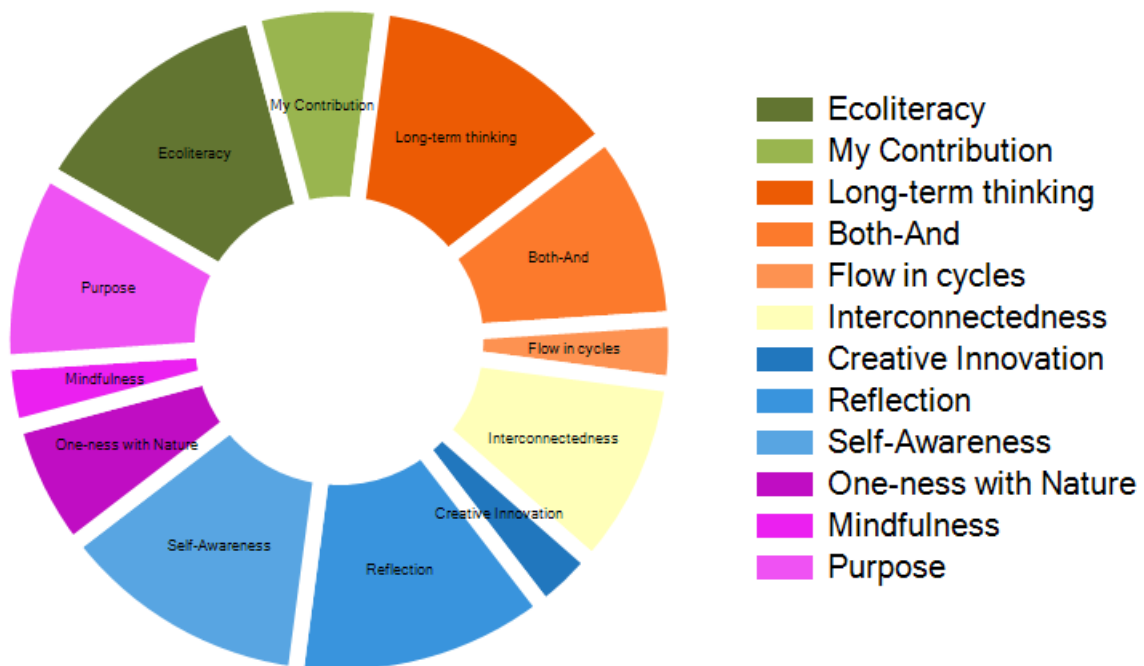 My Contribution
Long-term thinking
Ecoliteracy
Both-And
Purpose
Flow in cycles
Mindfulness
Interconnectedness
One-ness with Nature
Creative Innovation
Self-Awareness
Reflection
Ecoliteracy
My Contribution
Long-term thinking
Both-And
Flow in cycles
Interconnectedness
Creative Innovation
Reflection
Self-Awareness
One-ness with Nature
Mindfulness
Purpose